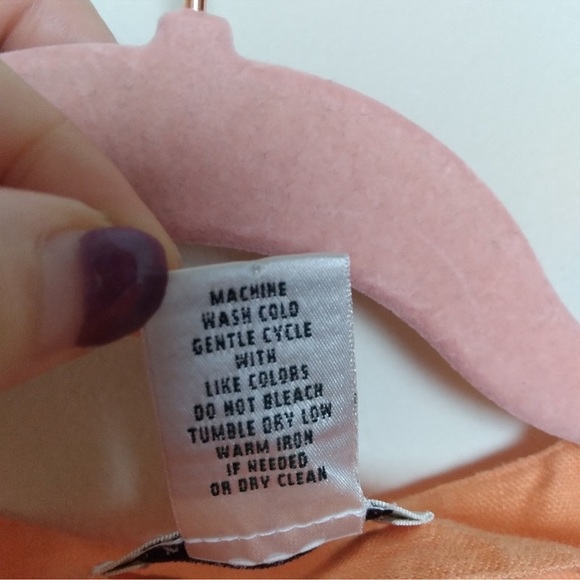 MACHINE
WASH COLD
GENTLE CYCLE
WITH
LIKE COLORS
DO NOT BLEACH
TUMBLE DRY LOW
WARM IRON
IF NEEDED
OR DRY CLEAN